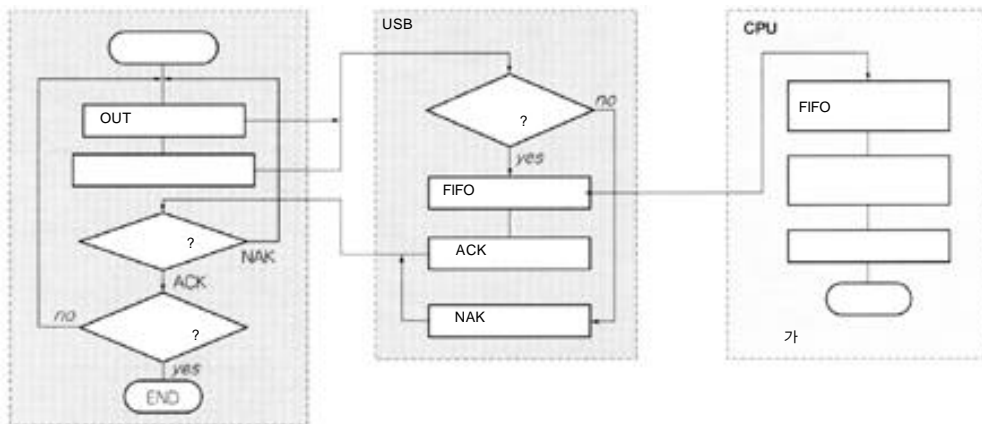 OUT
?
NAK
ACK
no
?
yes
END
USB
?
no
yes
FIFO
ACK
NAK
CPU
FIFO
가